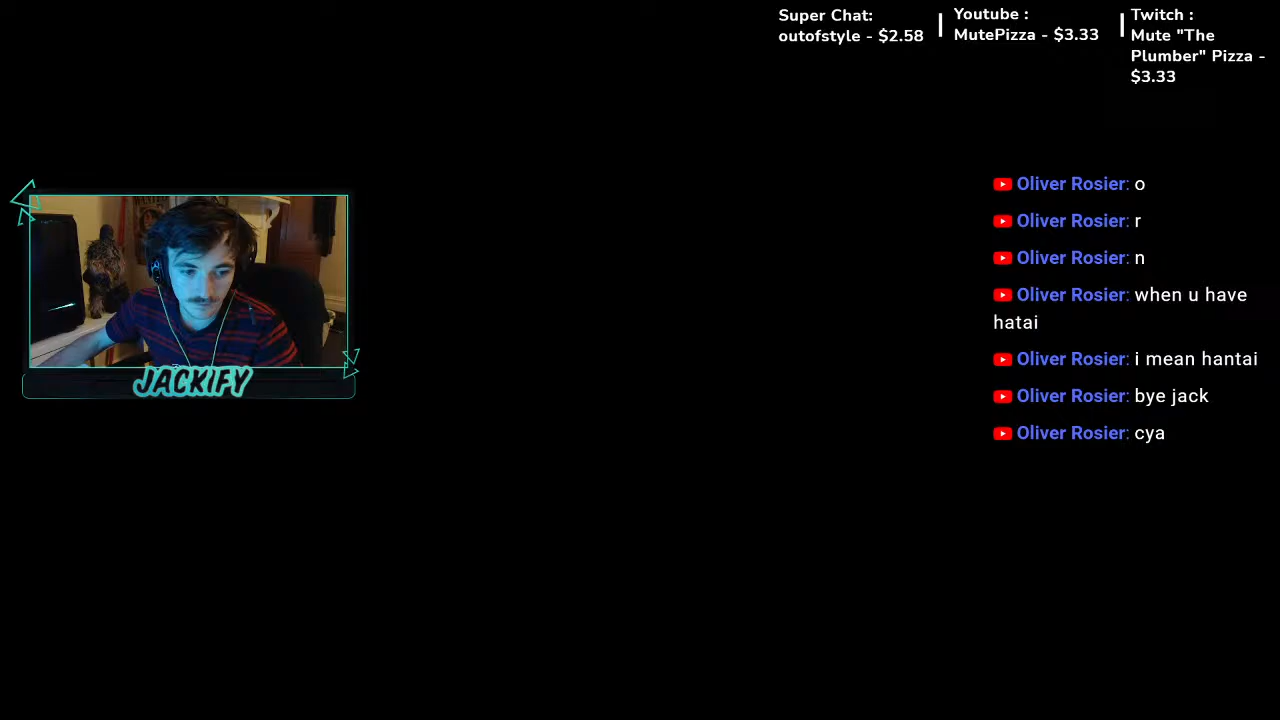 Super Chat:
outofstyle - $2.58
Youtube :
MutePizza - $3.33
Twitch :
Mute "The
Plumber" Pizza -
$3.33
Oliver Rosier: o
Oliver Rosier: r
Oliver Rosier: n
Oliver Rosier: when u have
hatai
Oliver Rosier: i mean hantai
Oliver Rosier: bye jack
Oliver Rosier: cya
JACKIFY